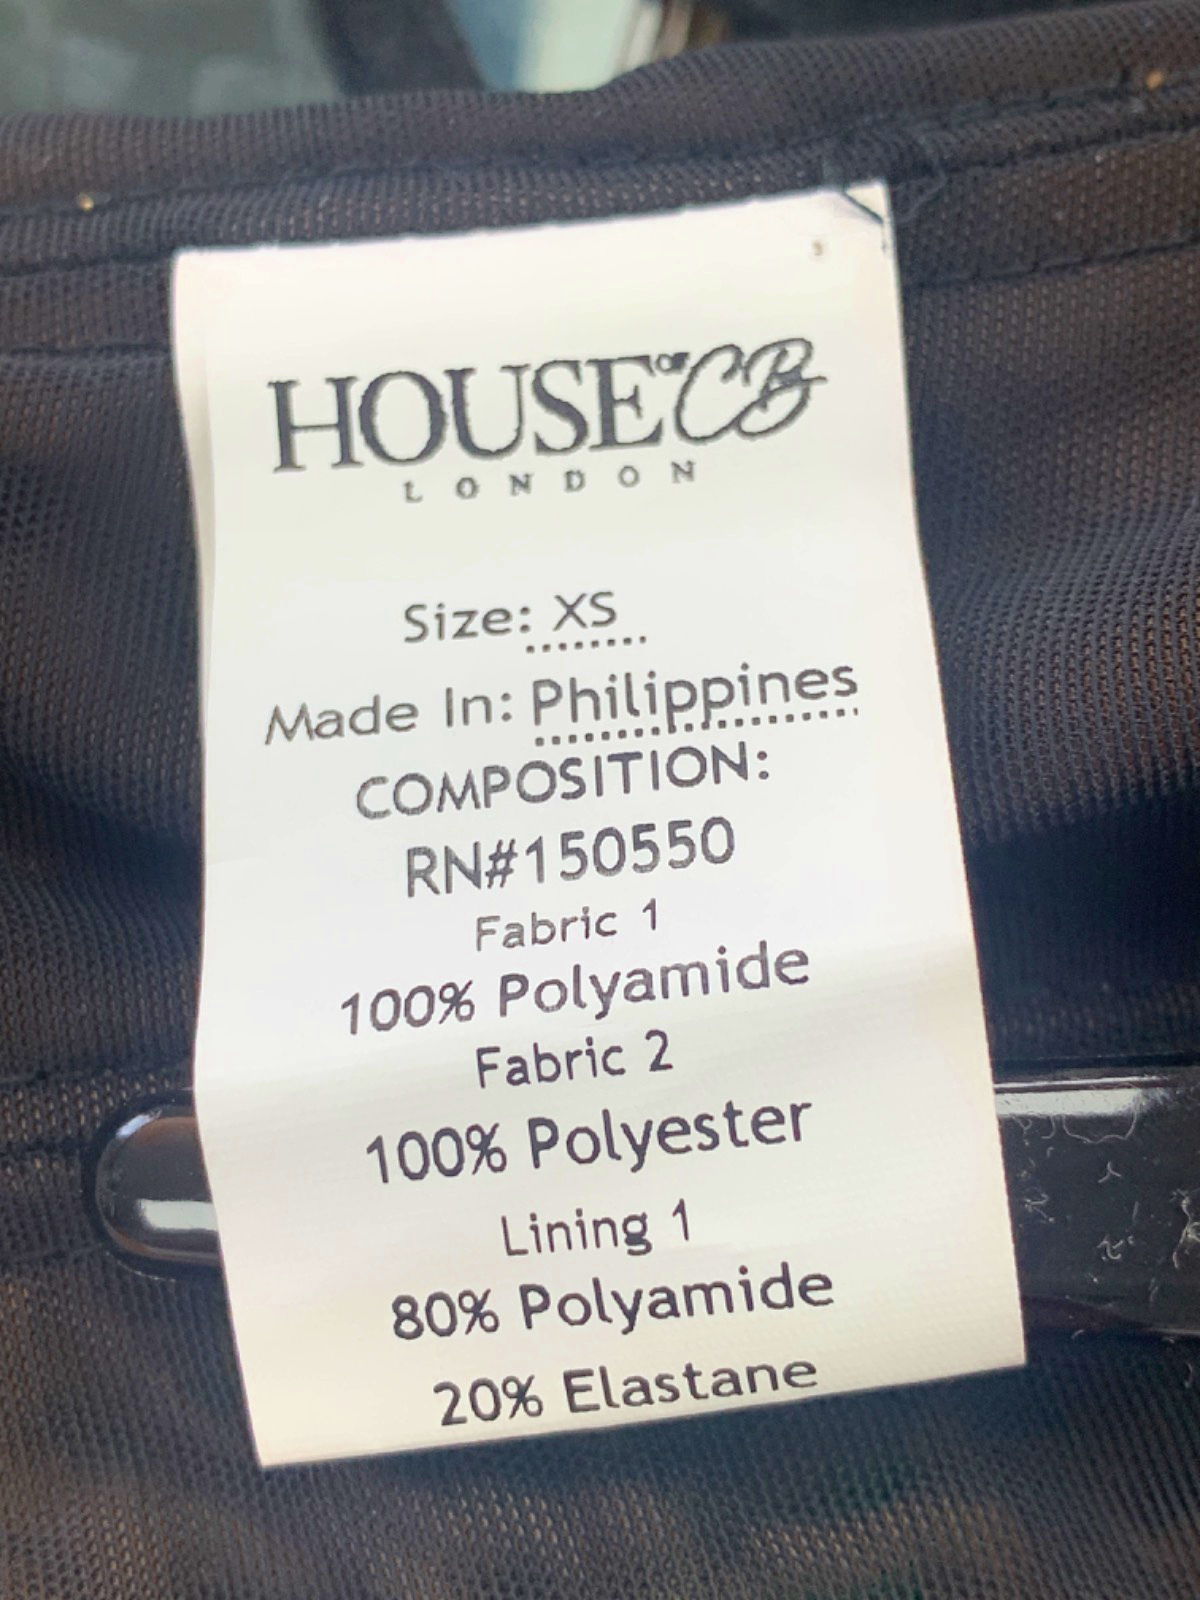 HOUSE OF CB
LONDON
Size: XS
Made In: Philippines
COMPOSITION:
RN#150550
Fabric 1
100% Polyamide
Fabric 2
100% Polyester
Lining 1
80% Polyamide
20% Elastane